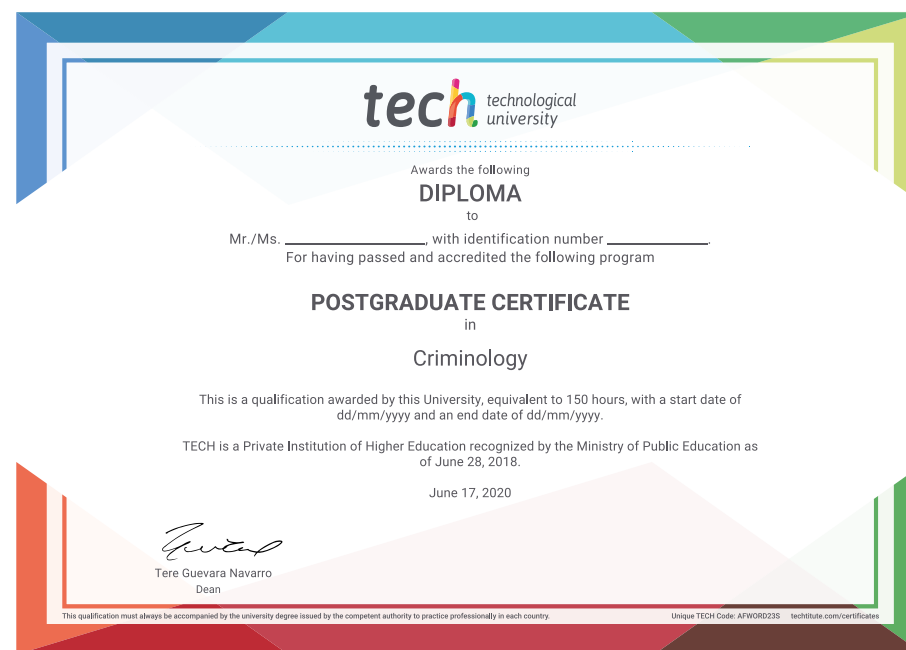 tech technological
university
Awards the following
DIPLOMA
to
Mr./Ms. ____________, with identification number _________.
For having passed and accredited the following program
POSTGRADUATE CERTIFICATE
in
Criminology
This is a qualification awarded by this University, equivalent to 150 hours, with a start date of
dd/mm/yyyy and an end date of dd/mm/yyyy.
TECH is a Private Institution of Higher Education recognized by the Ministry of Public Education as
of June 28, 2018.
June 17, 2020
Tere Guevara Navarro
Dean
This qualification must always be accompanied by the university degree issued by the competent authority to practice professionally in each country.
Unique TECH Code: AFWORD23S techtitute.com/certificates